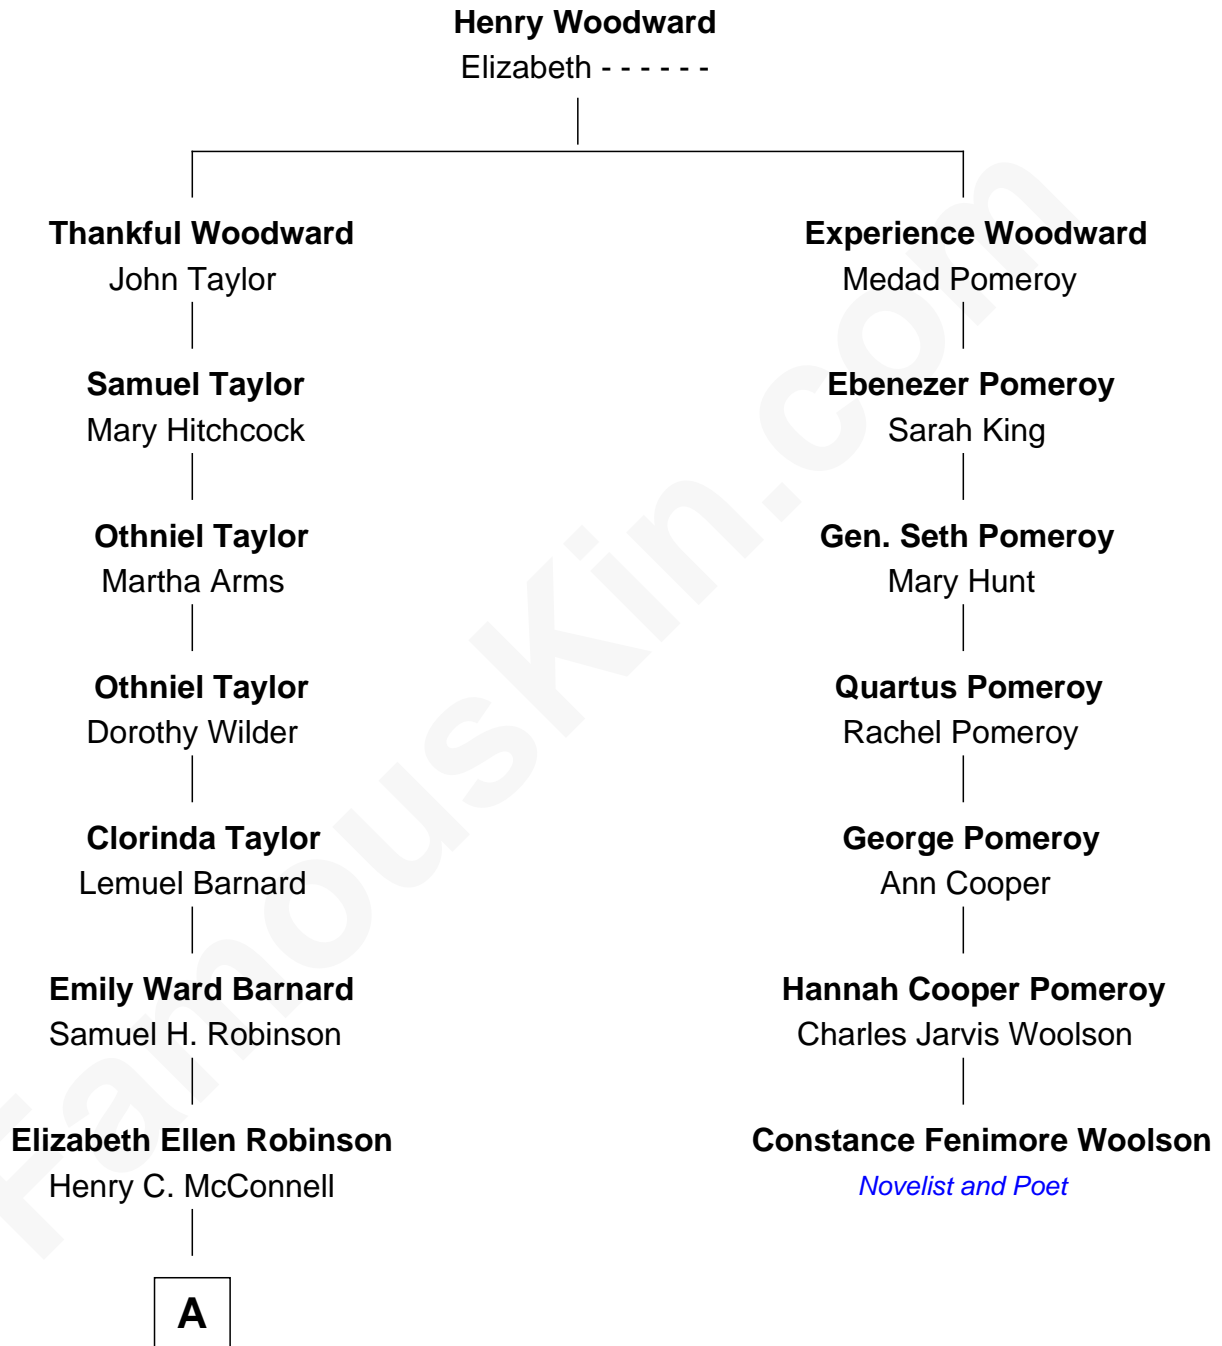 Henry Woodward
Elizabeth - - - - - -
Thankful Woodward
John Taylor
Experience Woodward
Medad Pomeroy
Samuel Taylor
Mary Hitchcock
Ebenezer Pomeroy
Sarah King
Othniel Taylor
Martha Arms
Gen. Seth Pomeroy
Mary Hunt
Othniel Taylor
Dorothy Wilder
Quartus Pomeroy
Rachel Pomeroy
Clorinda Taylor
Lemuel Barnard
George Pomeroy
Ann Cooper
Emily Ward Barnard
Samuel H. Robinson
Hannah Cooper Pomeroy
Charles Jarvis Woolson
Elizabeth Ellen Robinson
Henry C. McConnell
Constance Fenimore Woolson
Novelist and Poet
A
FamousKin.com